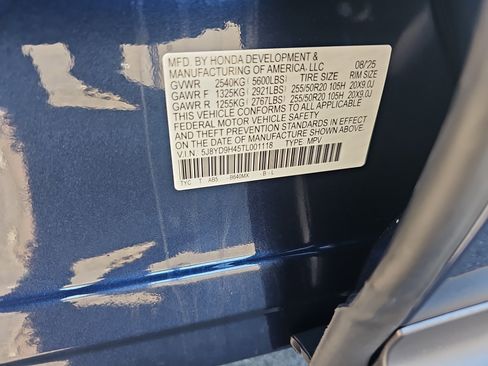 MFD. BY HONDA DEVELOPMENT & 08/'25
MANUFACTURING OF AMERICA, LLC
GVWR 2540KG( 5600LBS) TIRE SIZE RIM SIZE
GAWR F 1325KG( 2921LBS) 255/50R20 105H 20X9.0J
GAWR R 1255KG( 2767LBS) 255/50R20 105H 20X9.0J
THIS VEHICLE CONFORMS TO ALL APPLICABLE
FEDERAL MOTOR VEHICLE SAFETY
AND THEFT PREVENTION STANDARDS IN EFFECT
ON THE DATE OF MANUFACTURE SHOWN ABOVE.
V.I.N. 5J8YD9H45TL001118 TYPE: MPV
TYC T AB5 B640MX -B-L